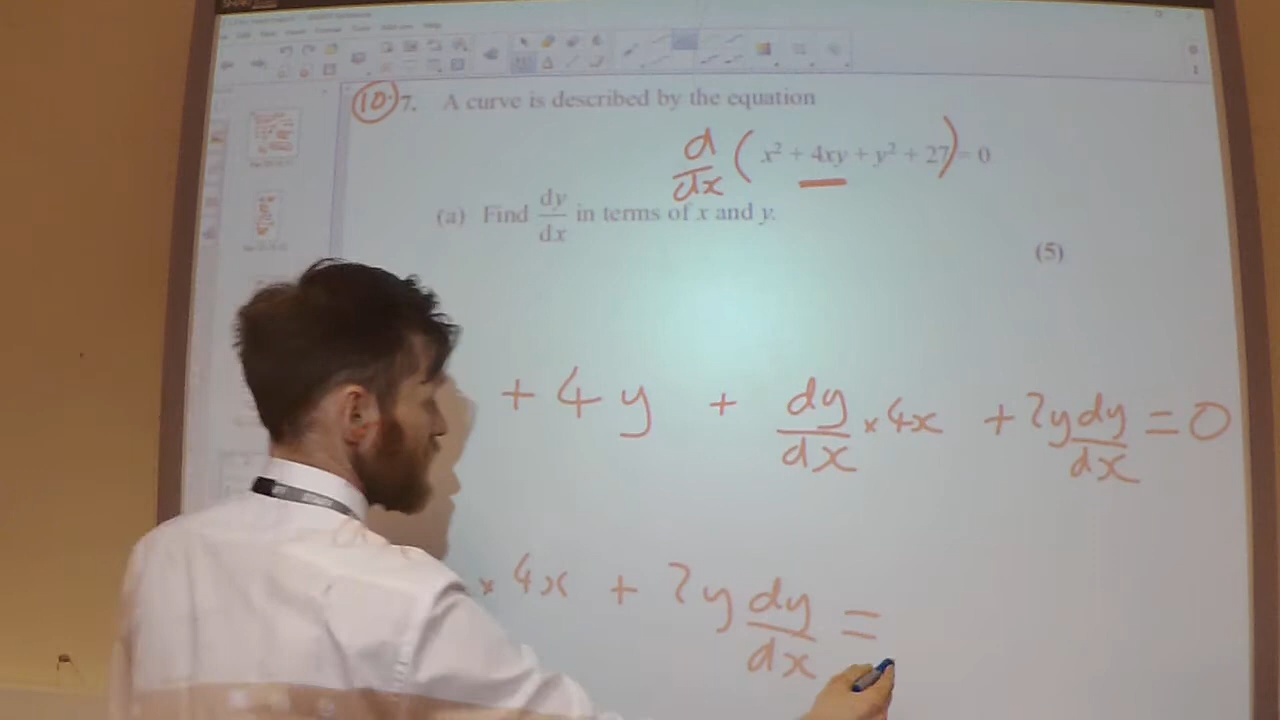 10. 7. A curve is described by the equation
d/dx ( x² + 4xy + y² + 27 ) = 0
(a) Find dy/dx in terms of x and y.
(5)
+ 4y + dy/dx × 4x + 2y dy/dx = 0
× 4x + 2y dy/dx =